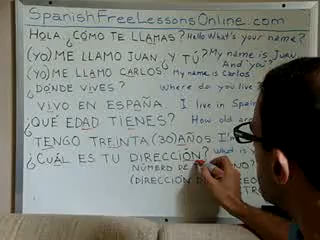 SpanishFreeLessonsOnline.com
HOLA ¿CÓMO TE LLAMAS? Hello What's your name?
(YO) ME LLAMO JUAN ¿Y TÚ? My name is Juan
And you?
(YO) ME LLAMO CARLOS My name is Carlos
¿DÓNDE VIVES? Where do you live?
VIVO EN ESPAÑA I live in Spain
¿QUÉ EDAD TIENES? How old are
TENGO TREINTA (30) AÑOS I'm
¿CUÁL ES TU DIRECCIÓN? What is
NÚMERO DE
(DIRECCIÓN